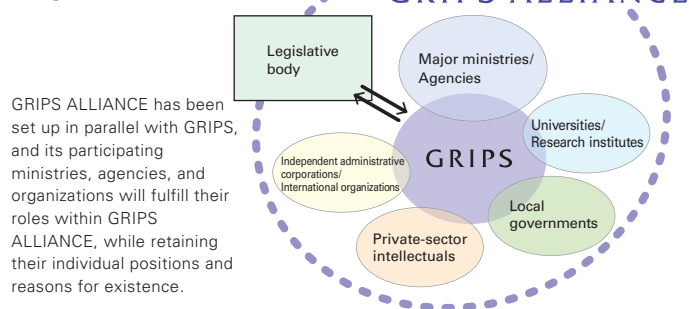 GRIPS ALLIANCE
Legislative
body
Major ministries/
Agencies
GRIPS ALLIANCE has been
set up in parallel with GRIPS,
and its participating
ministries, agencies, and
organizations will fulfill their
roles within GRIPS
ALLIANCE, while retaining
their individual positions and
reasons for existence.
Universities/
Research institutes
GRIPS
Independent administrative
corporations/
International organizations
Local
governments
Private-sector
intellectuals